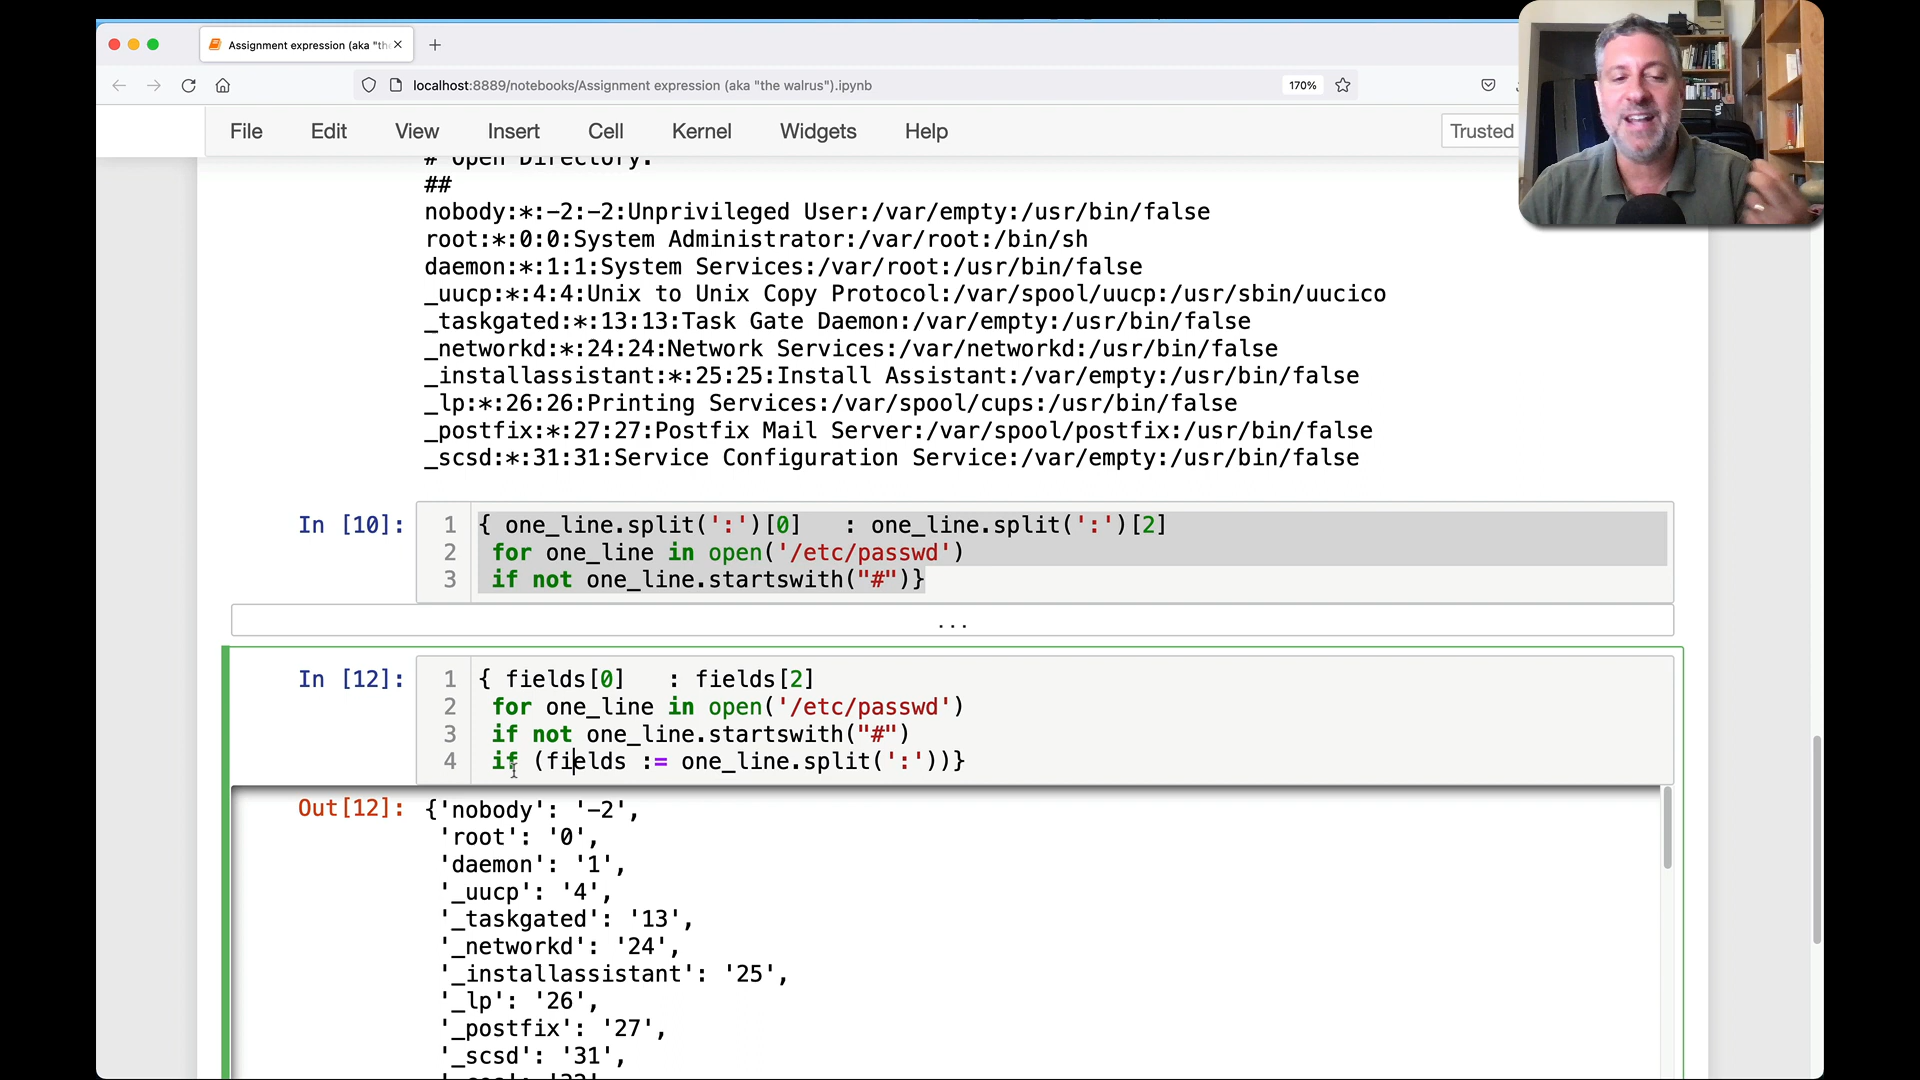 Assignment expression (aka "th
localhost:8889/notebooks/Assignment expression (aka "the walrus").ipynb
170%
File Edit View Insert Cell Kernel Widgets Help
Trusted
# Open Directory.
##
nobody:*:-2:-2:Unprivileged User:/var/empty:/usr/bin/false
root:*:0:0:System Administrator:/var/root:/bin/sh
daemon:*:1:1:System Services:/var/root:/usr/bin/false
_uucp:*:4:4:Unix to Unix Copy Protocol:/var/spool/uucp:/usr/sbin/uucico
_taskgated:*:13:13:Task Gate Daemon:/var/empty:/usr/bin/false
_networkd:*:24:24:Network Services:/var/networkd:/usr/bin/false
_installassistant:*:25:25:Install Assistant:/var/empty:/usr/bin/false
_lp:*:26:26:Printing Services:/var/spool/cups:/usr/bin/false
_postfix:*:27:27:Postfix Mail Server:/var/spool/postfix:/usr/bin/false
_scsd:*:31:31:Service Configuration Service:/var/empty:/usr/bin/false
In [10]: 1 { one_line.split(':')[0]   : one_line.split(':')[2]
2 for one_line in open('/etc/passwd')
3 if not one_line.startswith("#")}
...
In [12]: 1 { fields[0]   : fields[2]
2 for one_line in open('/etc/passwd')
3 if not one_line.startswith("#")
4 if (fields := one_line.split(':'))}
Out[12]: {'nobody': '-2',
'root': '0',
'daemon': '1',
'_uucp': '4',
'_taskgated': '13',
'_networkd': '24',
'_installassistant': '25',
'_lp': '26',
'_postfix': '27',
'_scsd': '31',